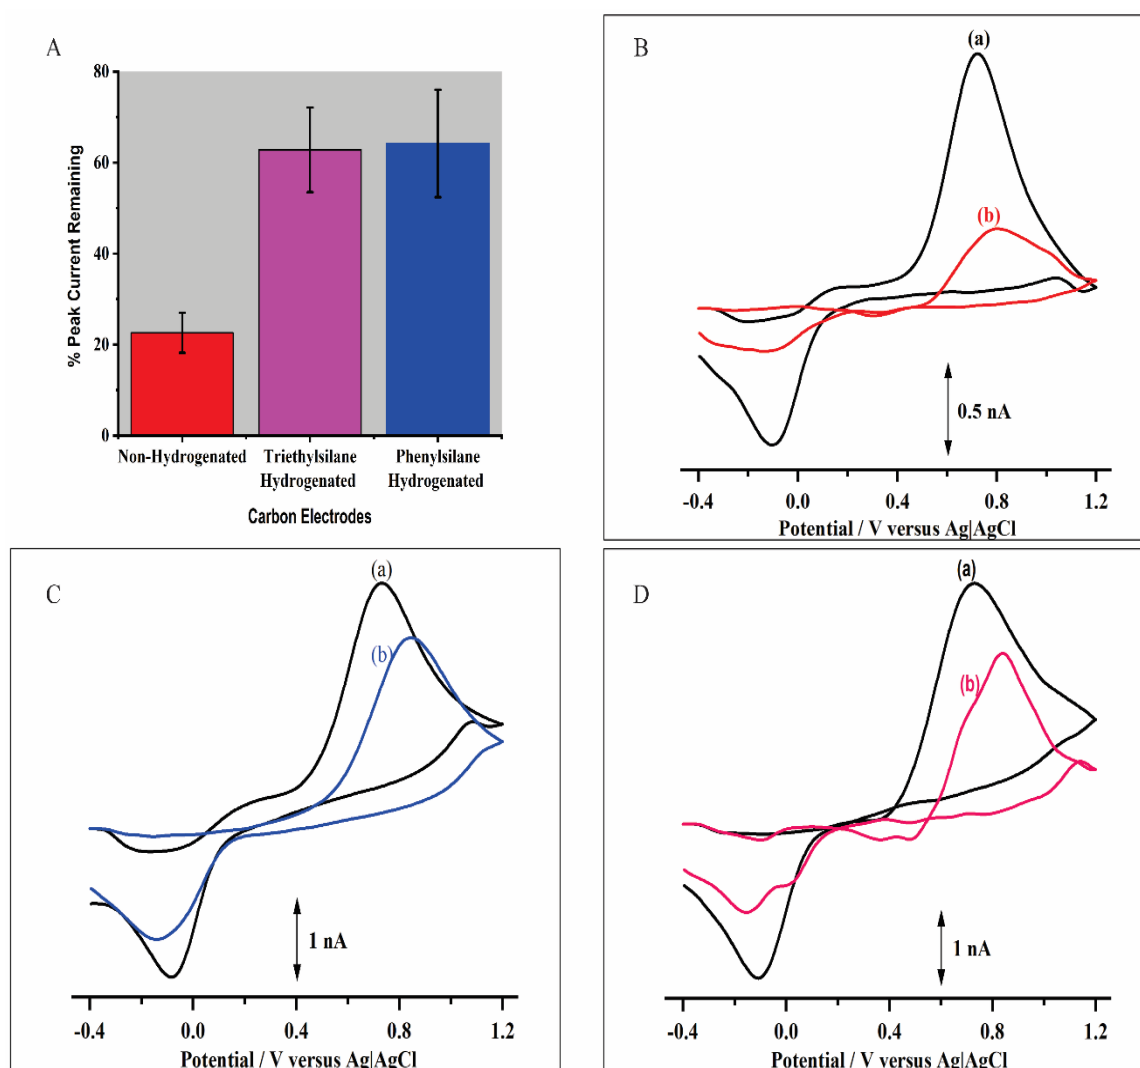 A
80
60
40
20
0
% Peak Current Remaining
Non-Hydrogenated
Triethylsilane
Hydrogenated
Phenylsilane
Hydrogenated
Carbon Electrodes
B
(a)
(b)
0.5 nA
-0.4 0.0 0.4 0.8 1.2
Potential / V versus Ag|AgCl
C
(a)
(b)
1 nA
-0.4 0.0 0.4 0.8 1.2
Potential / V versus Ag|AgCl
D
(a)
(b)
1 nA
-0.4 0.0 0.4 0.8 1.2
Potential / V versus Ag|AgCl